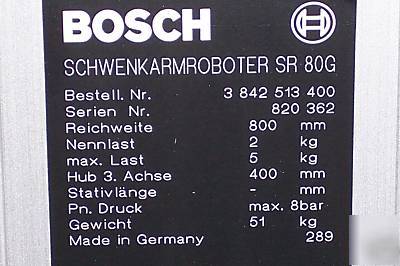 BOSCH
SCHWENKARMROBOTER SR 80G
Bestell. Nr. 3 842 513 400
Serien Nr. 820 362
Reichweite 800 mm
Nennlast 2 kg
max. Last 5 kg
Hub 3. Achse 400 mm
Stativlänge - mm
Pn. Druck max. 8bar
Gewicht 51 kg
Made in Germany 289